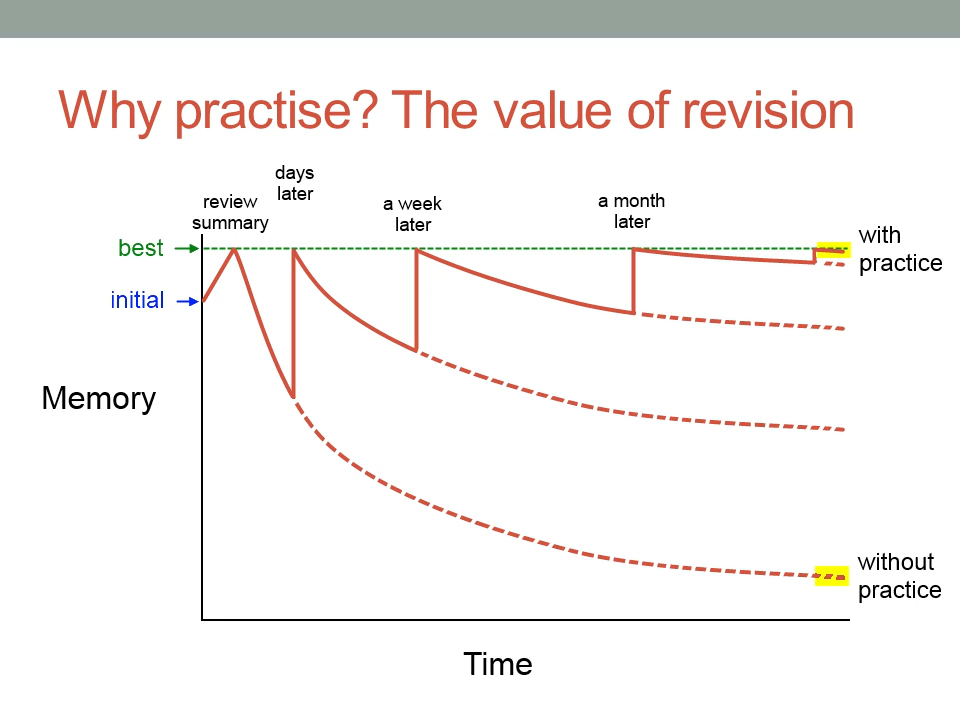 Why practise? The value of revision
days
later
review
summary
a week
later
a month
later
best
initial
with
practice
Memory
without
practice
Time